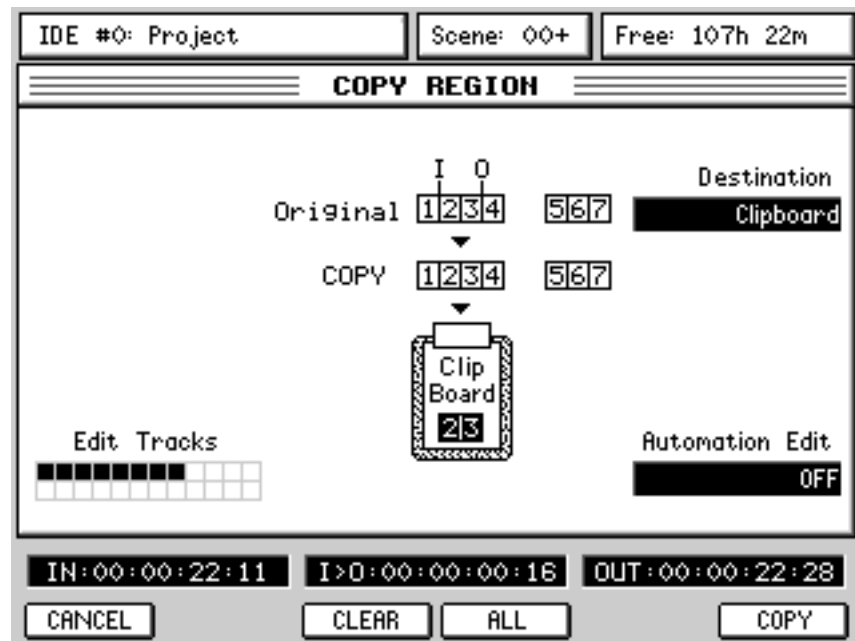 IDE #0: Project
Scene: 00+
Free: 107h 22m
COPY REGION
I O
Destination
Original 1234 567
Clipboard
COPY 1234 567
Clip
Board
23
Edit Tracks
Automation Edit
OFF
IN:00:00:22:11
I>O:00:00:00:16
OUT:00:00:22:28
CANCEL
CLEAR
ALL
COPY